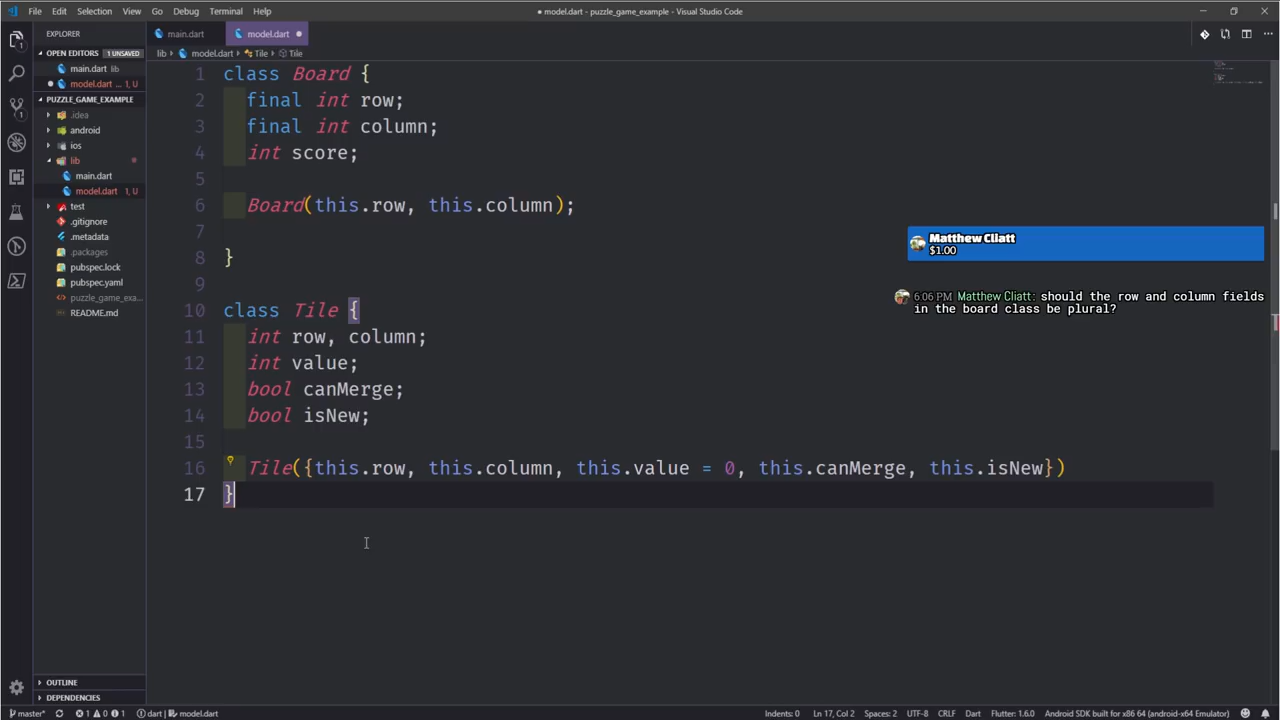 File Edit Selection View Go Debug Terminal Help
● model.dart - puzzle_game_example - Visual Studio Code
EXPLORER
main.dart
model.dart
OPEN EDITORS 1 UNSAVED
main.dart lib
model.dart ... 1, U
PUZZLE_GAME_EXAMPLE
.idea
android
ios
lib
main.dart
model.dart 1, U
test
.gitignore
.metadata
.packages
pubspec.lock
pubspec.yaml
puzzle_game_exa...
README.md
OUTLINE
DEPENDENCIES
lib › model.dart › Tile › Tile
1 class Board {
2 final int row;
3 final int column;
4 int score;
5
6 Board(this.row, this.column);
7
8 }
9
10 class Tile {
11 int row, column;
12 int value;
13 bool canMerge;
14 bool isNew;
15
16 Tile({this.row, this.column, this.value = 0, this.canMerge, this.isNew})
17 }
Matthew Cliatt
$1.00
6:06 PM Matthew Cliatt: should the row and column fields
in the board class be plural?
master* 1 0 1 dart | model.dart
Indents: 0 Ln 17, Col 2 Spaces: 2 UTF-8 CRLF Dart Flutter: 1.6.0 Android SDK built for x86 64 (android-x64 Emulator)